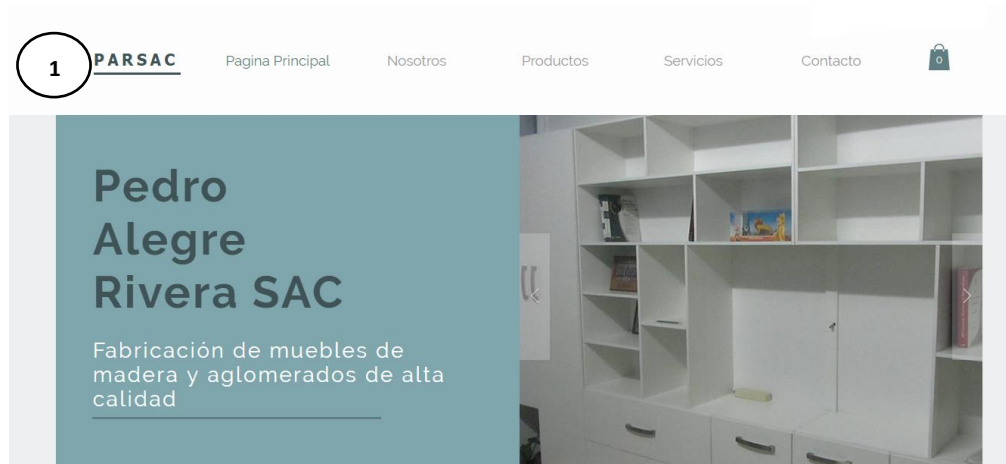 1
PARSAC
Pagina Principal
Nosotros
Productos
Servicios
Contacto
0
Pedro
Alegre
Rivera SAC
Fabricación de muebles de
madera y aglomerados de alta
calidad